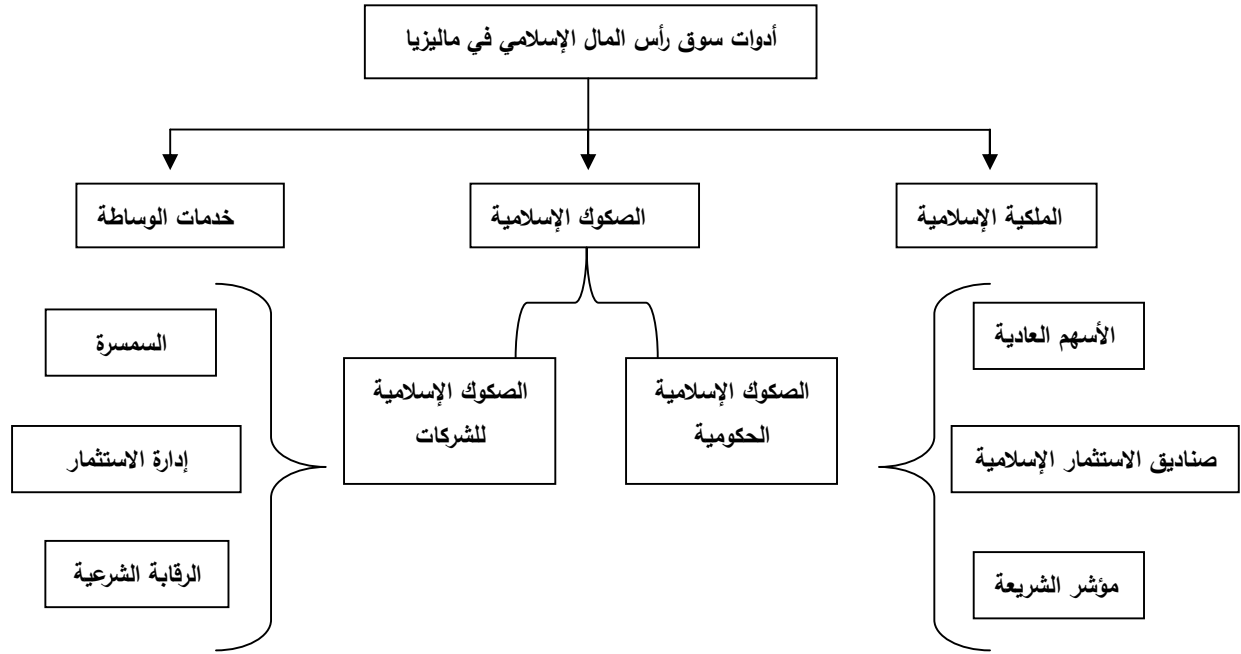 أدوات سوق رأس المال الإسلامي في ماليزيا
الملكية الإسلامية
الصكوك الإسلامية
خدمات الوساطة
الأسهم العادية
صناديق الاستثمار الإسلامية
مؤشر الشريعة
الصكوك الإسلامية
الحكومية
الصكوك الإسلامية
للشركات
السمسرة
إدارة الاستثمار
الرقابة الشرعية